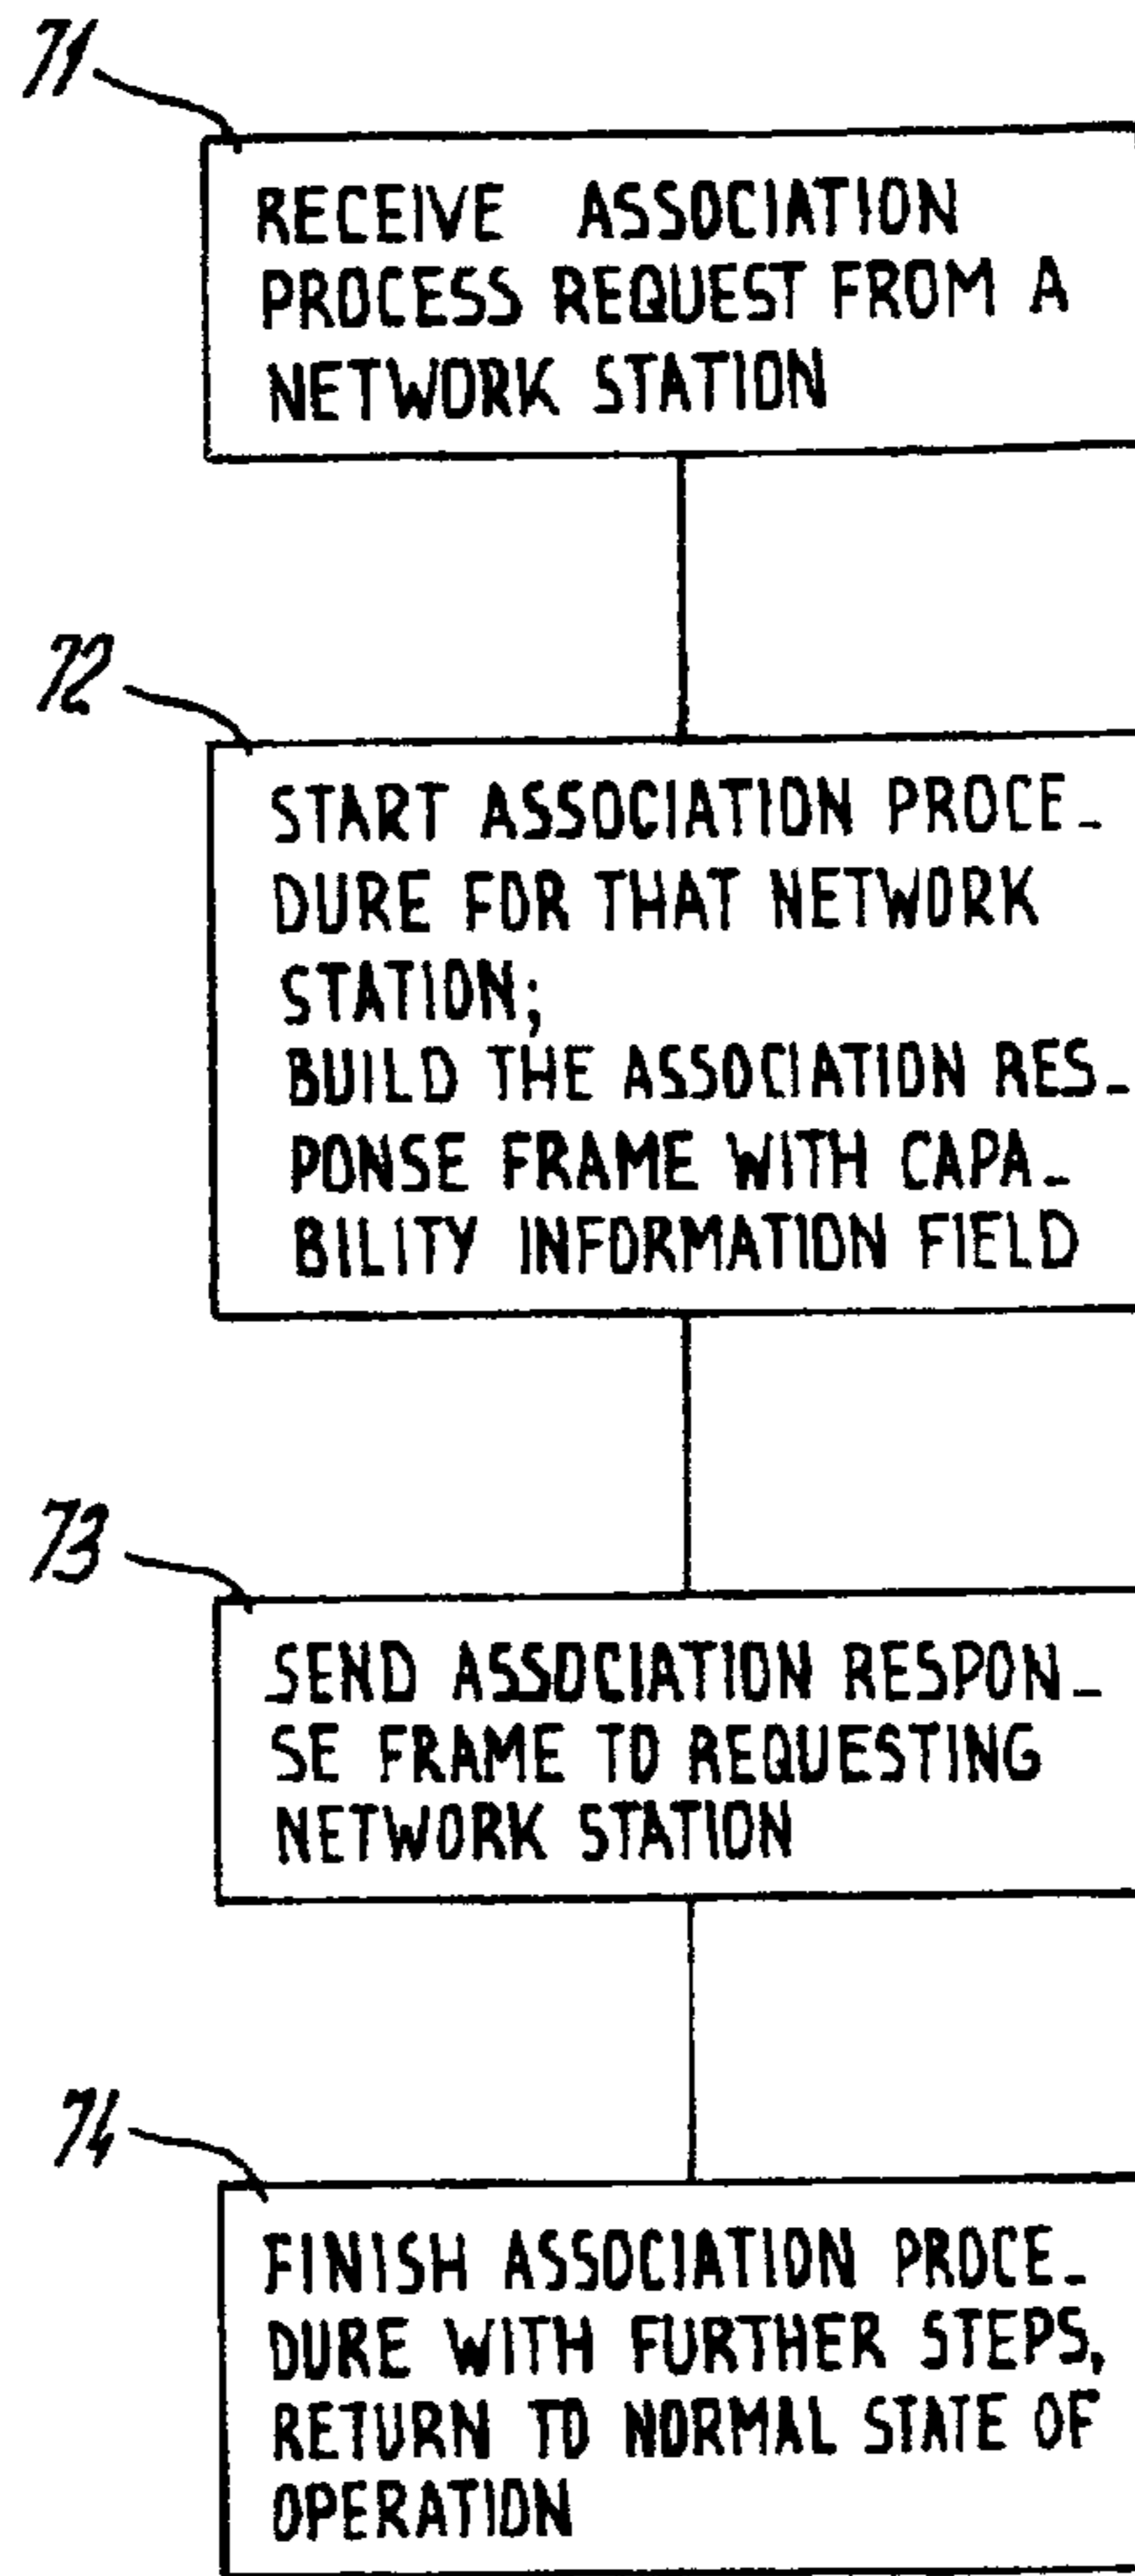 71
RECEIVE ASSOCIATION
PROCESS REQUEST FROM A
NETWORK STATION
72
START ASSOCIATION PROCE-
DURE FOR THAT NETWORK
STATION;
BUILD THE ASSOCIATION RES-
PONSE FRAME WITH CAPA-
BILITY INFORMATION FIELD
73
SEND ASSOCIATION RESPON-
SE FRAME TO REQUESTING
NETWORK STATION
74
FINISH ASSOCIATION PROCE-
DURE WITH FURTHER STEPS,
RETURN TO NORMAL STATE OF
OPERATION